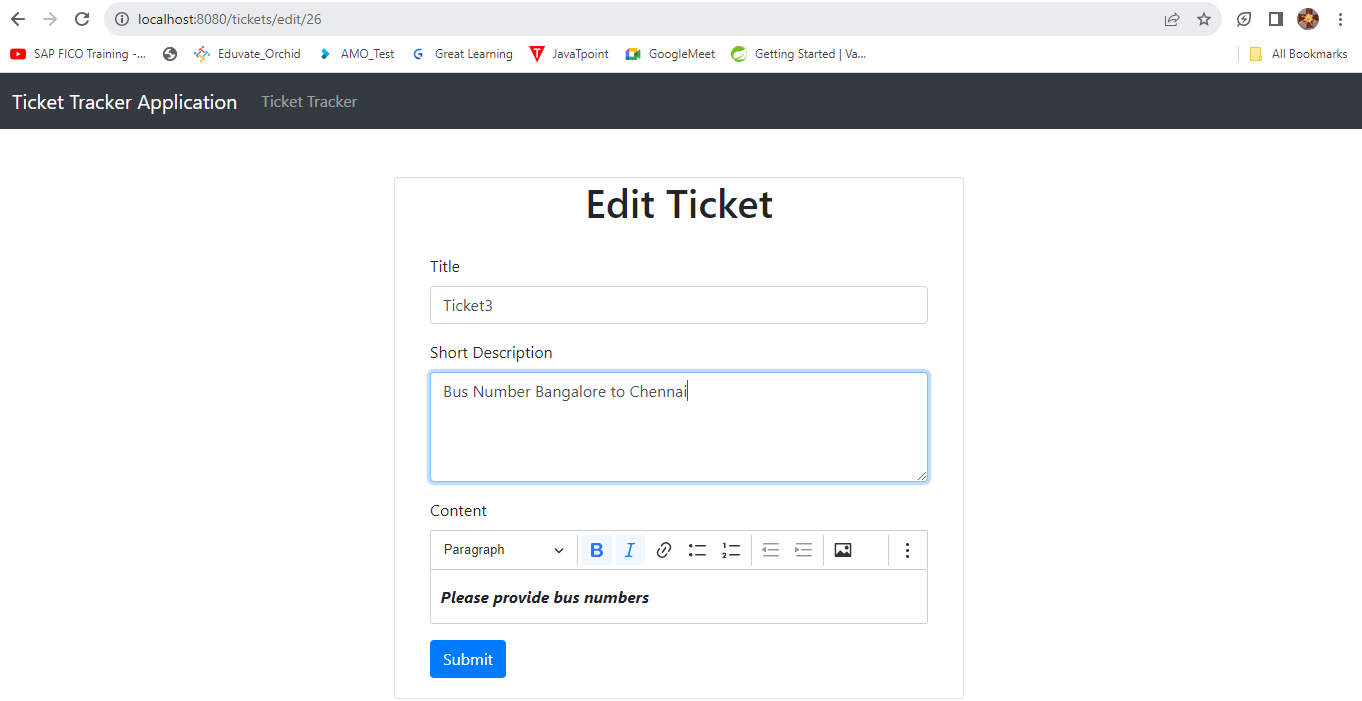 localhost:8080/tickets/edit/26
SAP FICO Training -... Eduvate_Orchid AMO_Test G Great Learning T JavaTpoint GoogleMeet Getting Started | Va... All Bookmarks
Ticket Tracker Application Ticket Tracker
Edit Ticket
Title
Ticket3
Short Description
Bus Number Bangalore to Chennai
Content
Paragraph B I
Please provide bus numbers
Submit